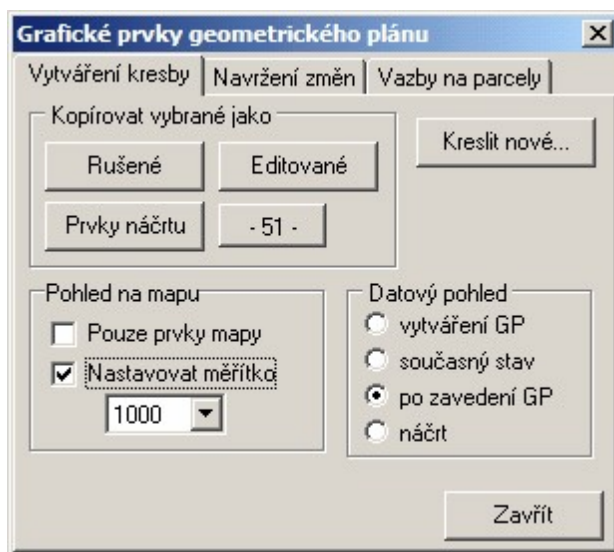 Grafické prvky geometrického plánu
Vytváření kresby Navržení změn Vazby na parcely
Kopírovat vybrané jako
Rušené Editované
Prvky náčrtu - 51 -
Kreslit nové...
Pohled na mapu
Pouze prvky mapy
Nastavovat měřítko
1000
Datový pohled
vytváření GP
současný stav
po zavedení GP
náčrt
Zavřít